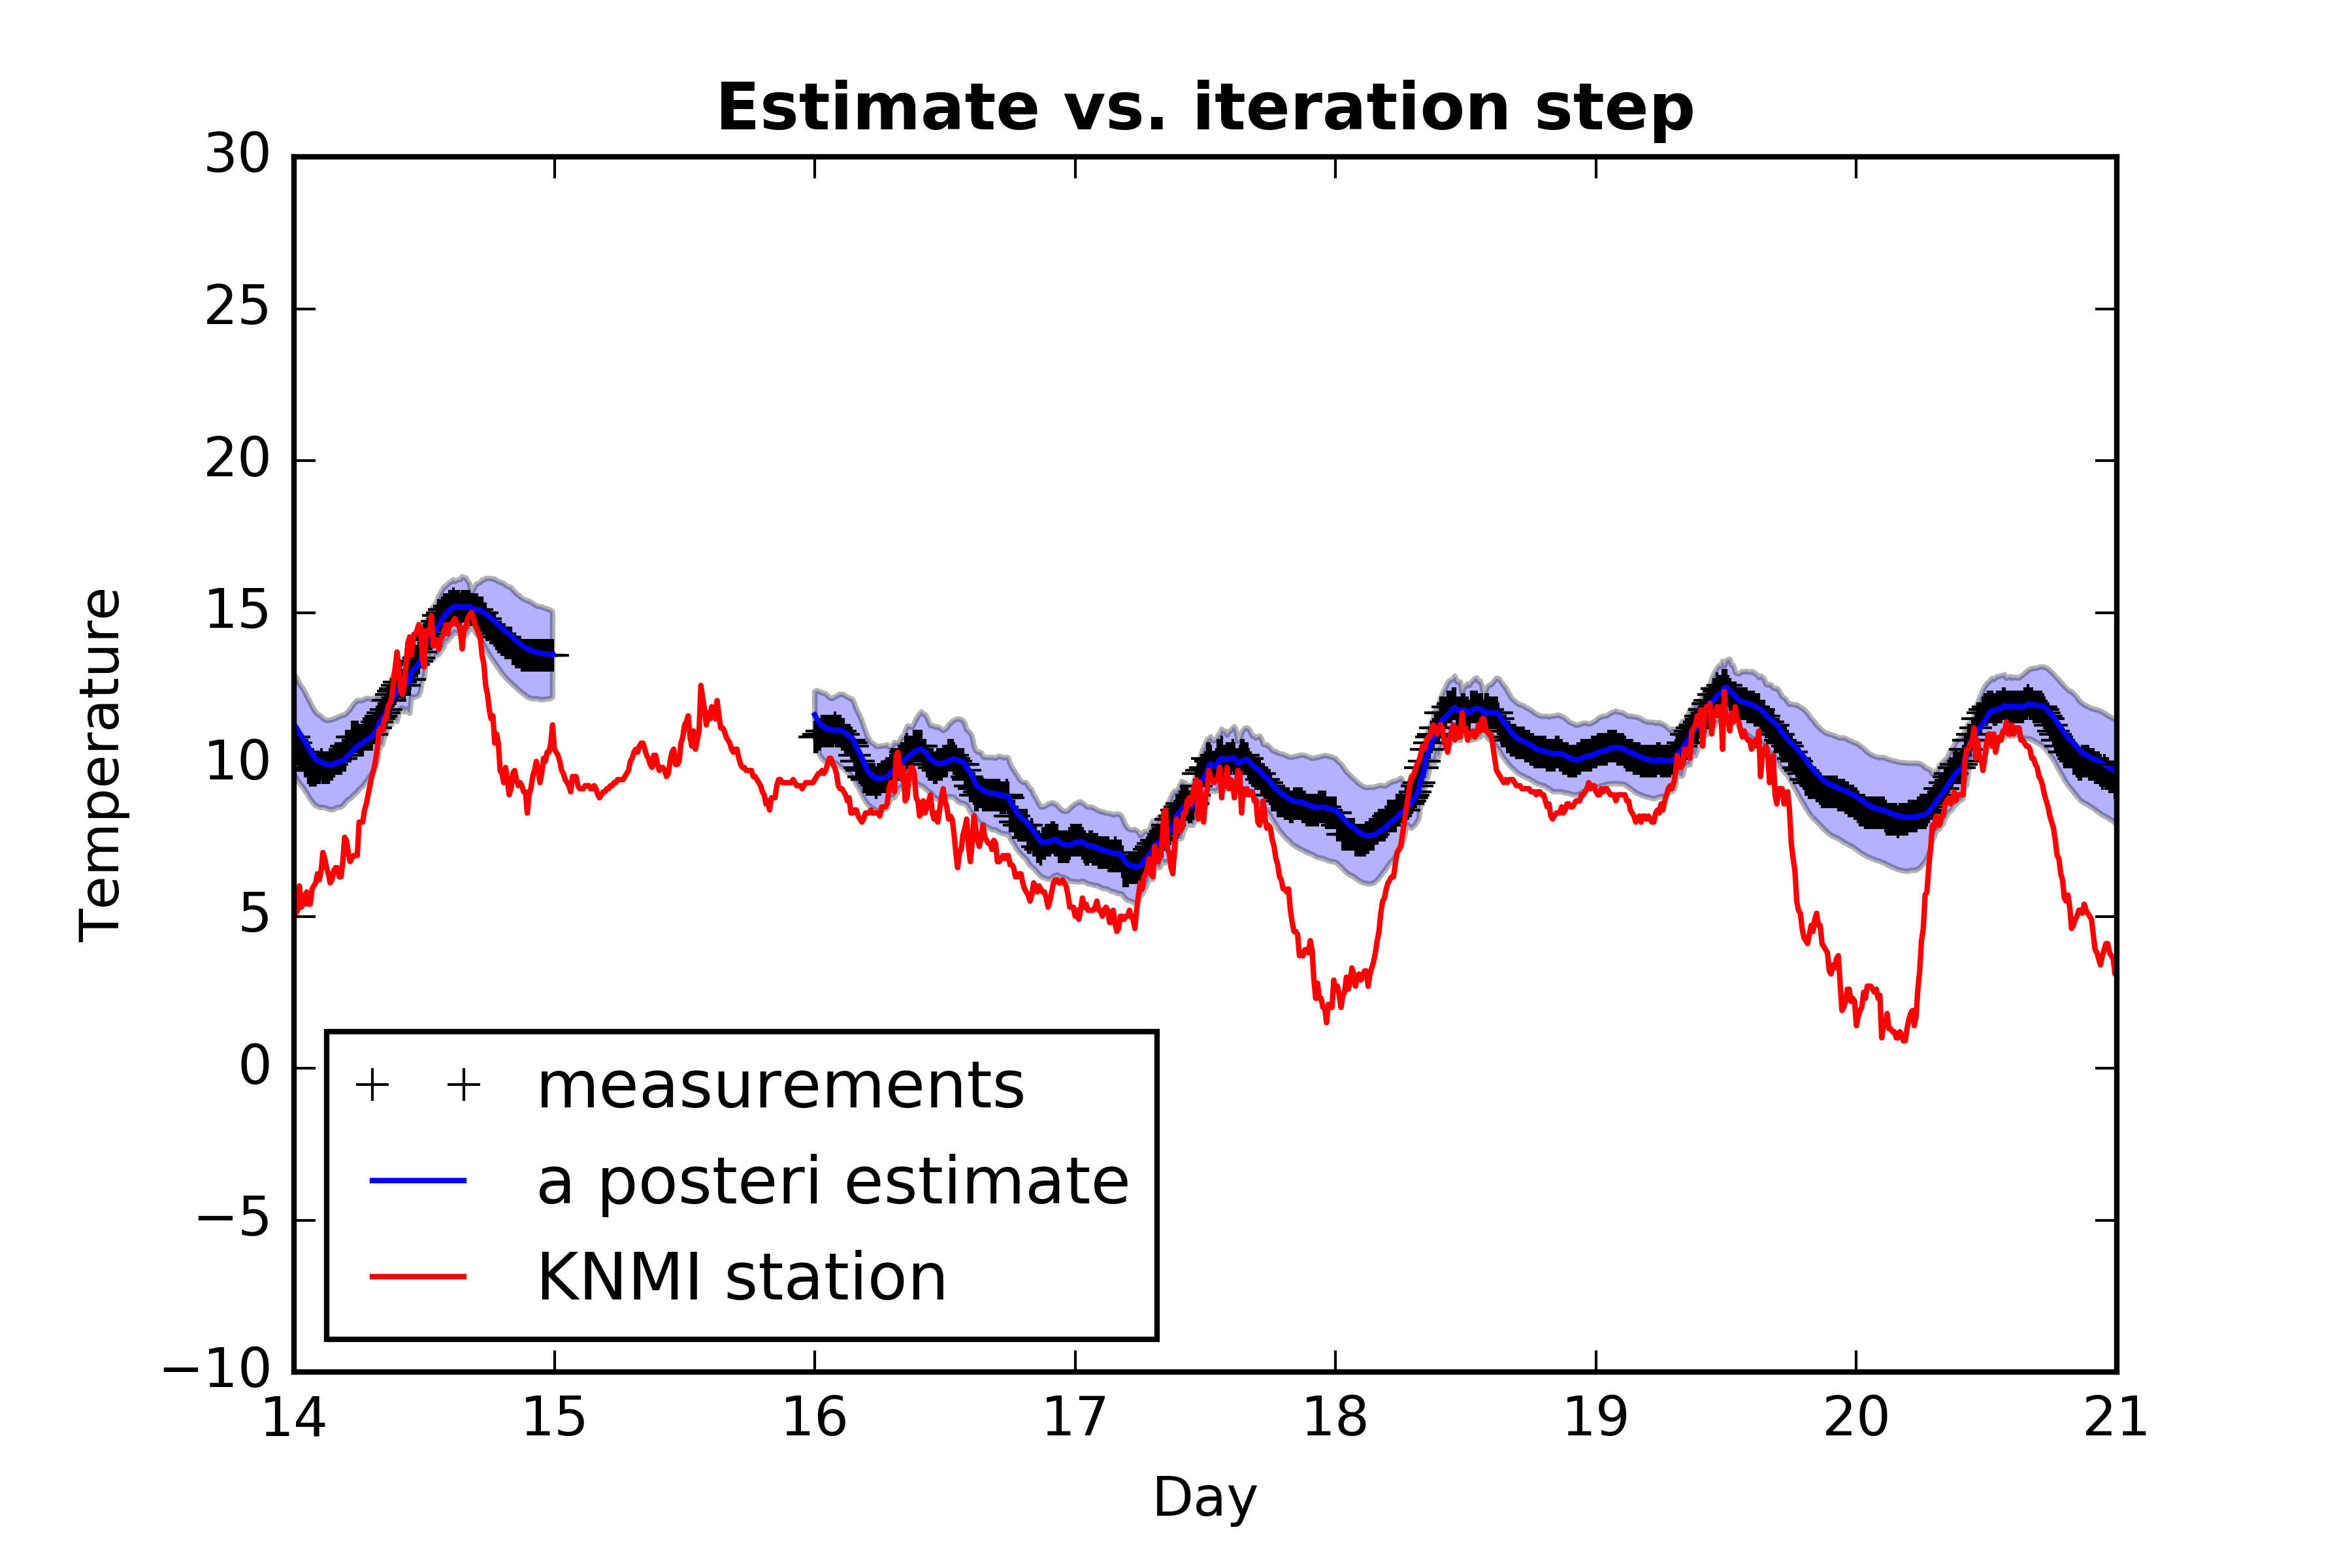 Estimate vs. iteration step
30
25
20
15
10
5
0
−5
−10
Temperature
measurements
a posteri estimate
KNMI station
14 15 16 17 18 19 20 21
Day